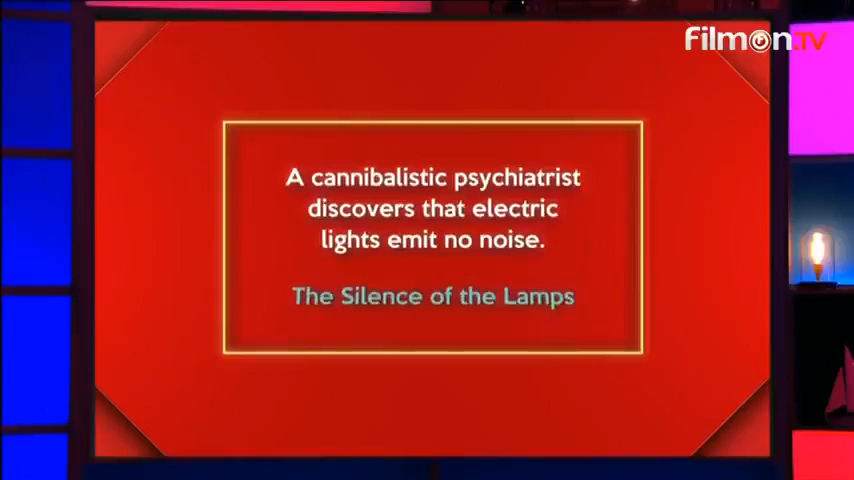 Filmon.TV
A cannibalistic psychiatrist
discovers that electric
lights emit no noise.
The Silence of the Lamps